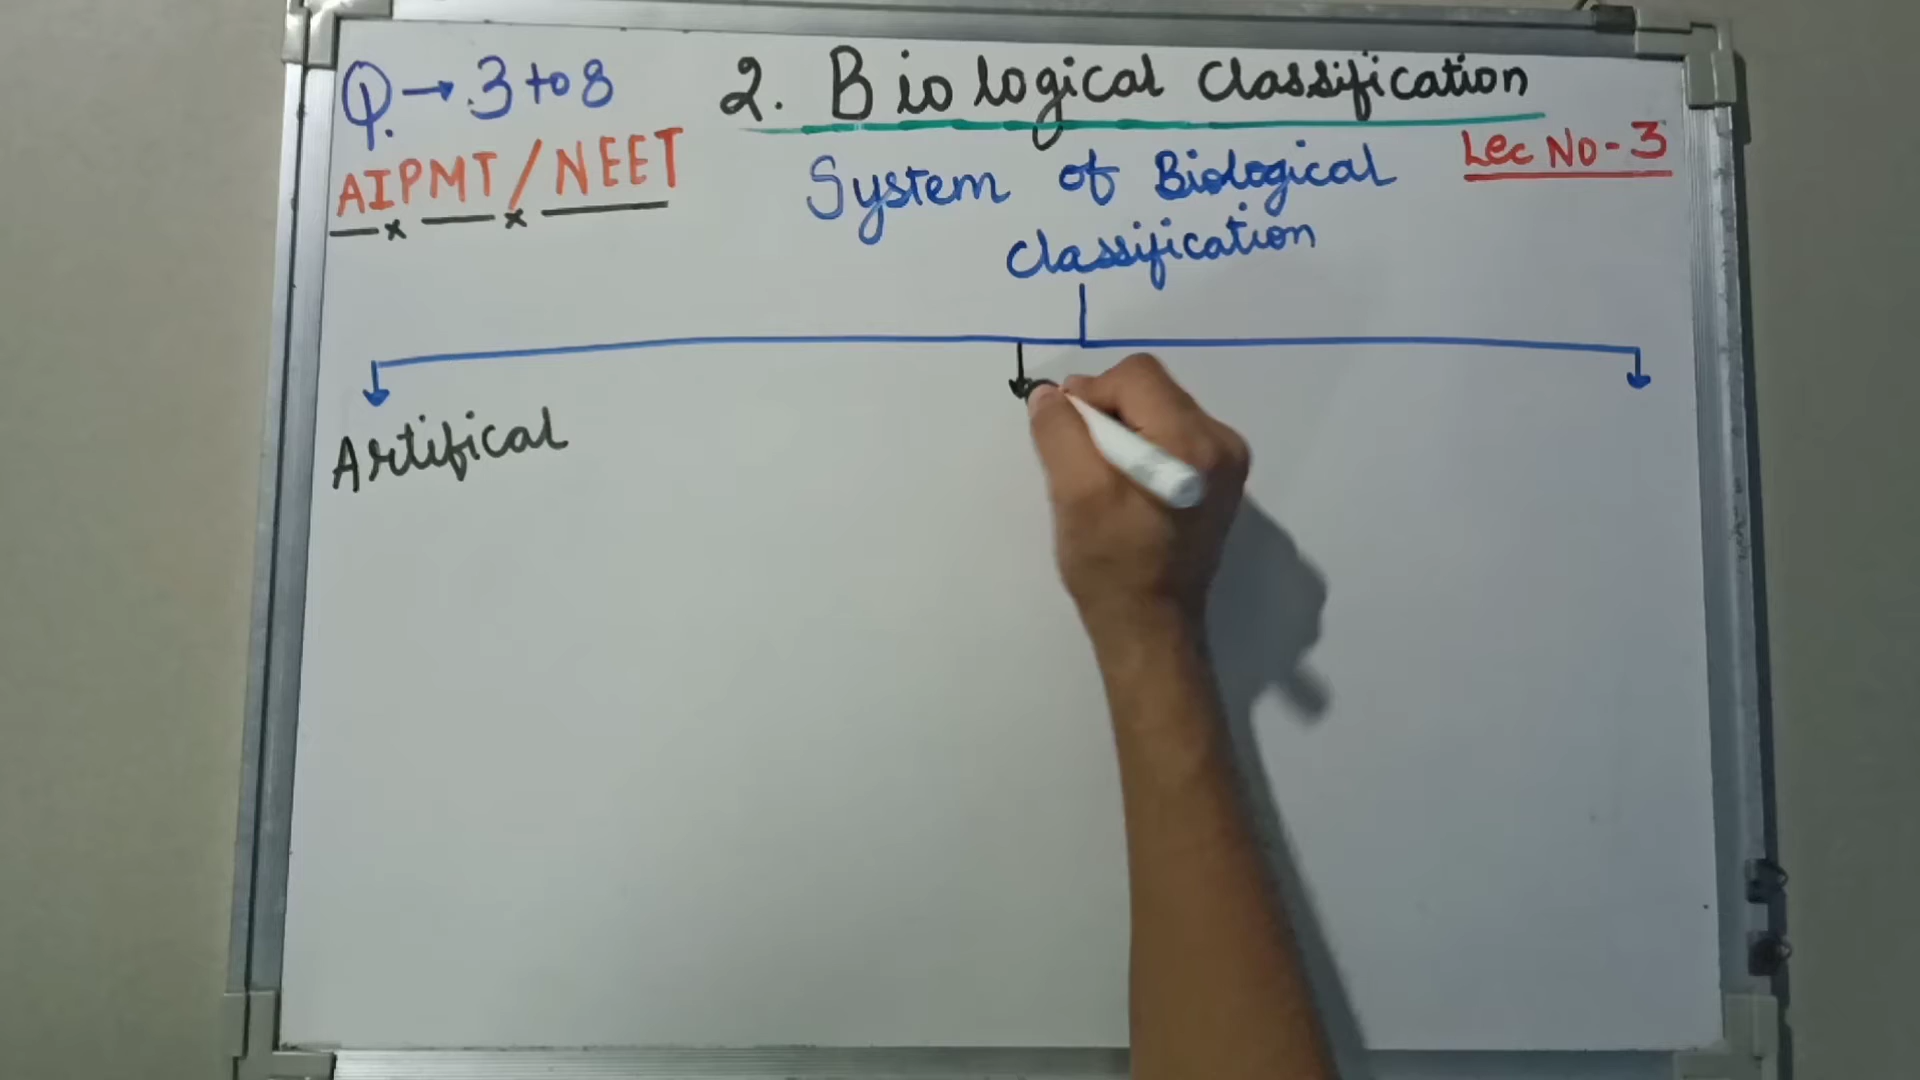 Q. → 3 to 8
2. Biological Classification
AIPMT / NEET
Lec No - 3
System of Biological
Classification
Artifical